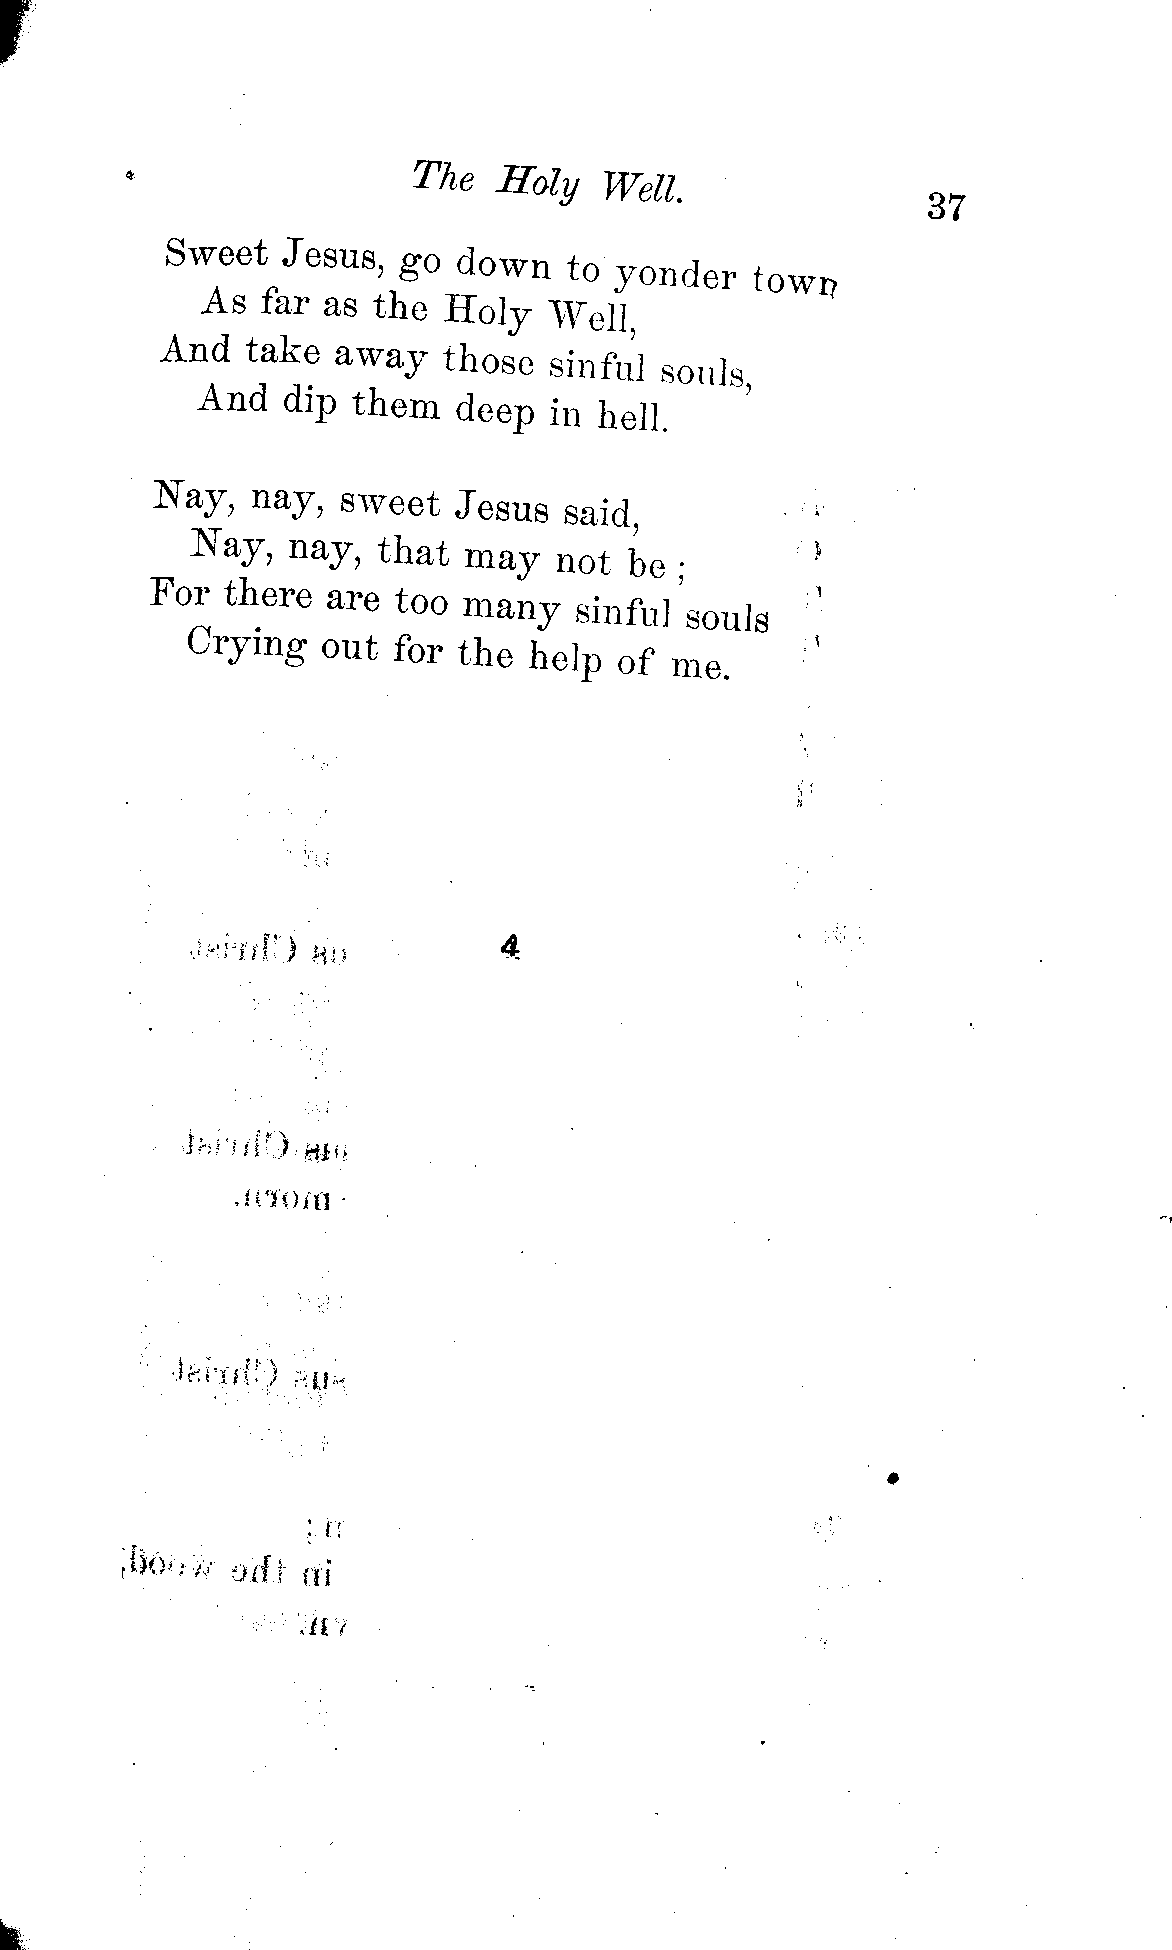 The Holy Well.
37
Sweet Jesus, go down to yonder town
As far as the Holy Well,
And take away those sinful souls,
And dip them deep in hell.
Nay, nay, sweet Jesus said,
Nay, nay, that may not be ;
For there are too many sinful souls
Crying out for the help of me.
4